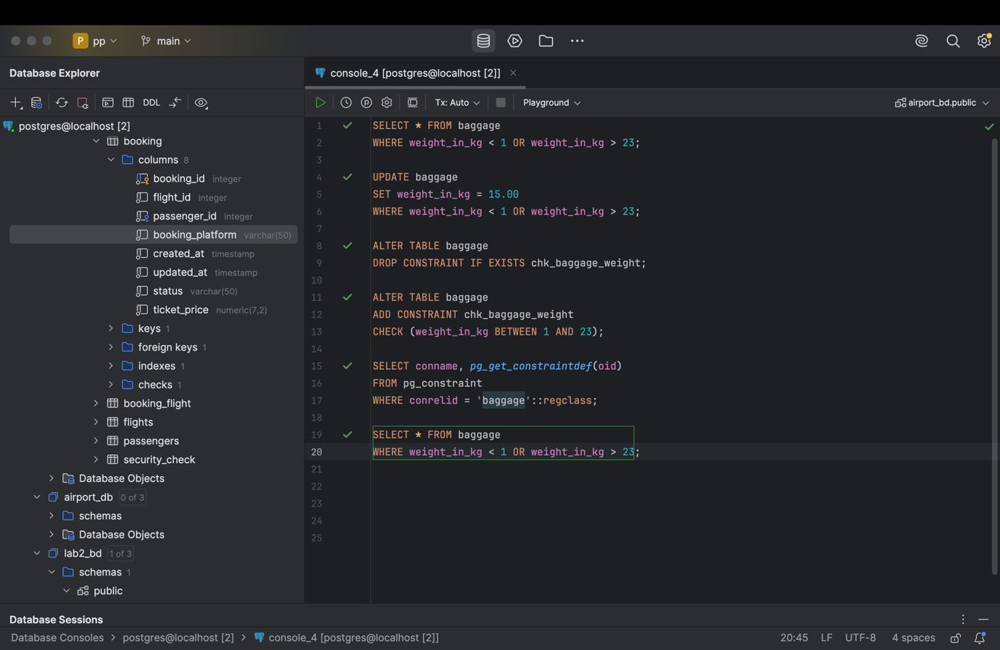 P pp main
Database Explorer
console_4 [postgres@localhost [2]]
DDL
Tx: Auto
Playground
airport_bd.public
postgres@localhost [2]
booking
columns 8
booking_id integer
flight_id integer
passenger_id integer
booking_platform varchar(50)
created_at timestamp
updated_at timestamp
status varchar(50)
ticket_price numeric(7,2)
keys 1
foreign keys 1
indexes 1
checks 1
booking_flight
flights
passengers
security_check
Database Objects
airport_db 0 of 3
schemas
Database Objects
lab2_bd 1 of 3
schemas 1
public
1 SELECT * FROM baggage
2 WHERE weight_in_kg < 1 OR weight_in_kg > 23;
3
4 UPDATE baggage
5 SET weight_in_kg = 15.00
6 WHERE weight_in_kg < 1 OR weight_in_kg > 23;
7
8 ALTER TABLE baggage
9 DROP CONSTRAINT IF EXISTS chk_baggage_weight;
10
11 ALTER TABLE baggage
12 ADD CONSTRAINT chk_baggage_weight
13 CHECK (weight_in_kg BETWEEN 1 AND 23);
14
15 SELECT conname, pg_get_constraintdef(oid)
16 FROM pg_constraint
17 WHERE conrelid = 'baggage'::regclass;
18
19 SELECT * FROM baggage
20 WHERE weight_in_kg < 1 OR weight_in_kg > 23;
21
22
23
24
25
Database Sessions
Database Consoles > postgres@localhost [2] > console_4 [postgres@localhost [2]]
20:45 LF UTF-8 4 spaces